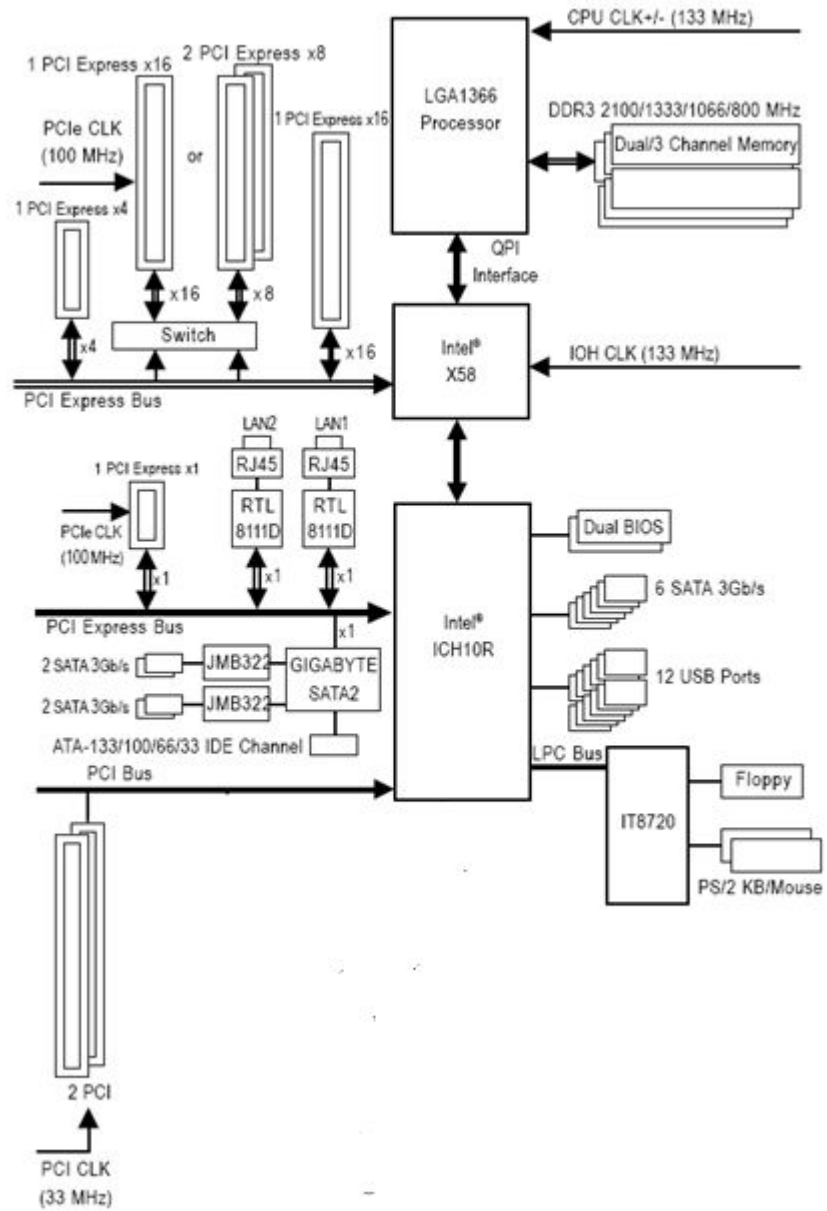 CPU CLK+/- (133 MHz)
2 PCI Express x8
1 PCI Express x16
LGA1366
Processor
DDR3 2100/1333/1066/800 MHz
Dual/3 Channel Memory
1 PCI Express x16
PCIe CLK
(100 MHz)
or
1 PCI Express x4
QPI
Interface
x16
x8
Switch
x4
x16
Intel®
X58
IOH CLK (133 MHz)
PCI Express Bus
LAN2
LAN1
RJ45
RJ45
1 PCI Express x1
RTL
8111D
RTL
8111D
PCIe CLK
(100MHz)
x1
x1
x1
Dual BIOS
6 SATA 3Gb/s
PCI Express Bus
x1
Intel®
ICH10R
2 SATA 3Gb/s
JMB322
GIGABYTE
SATA2
2 SATA 3Gb/s
JMB322
12 USB Ports
ATA-133/100/66/33 IDE Channel
LPC Bus
PCI Bus
IT8720
Floppy
PS/2 KB/Mouse
2 PCI
PCI CLK
(33 MHz)